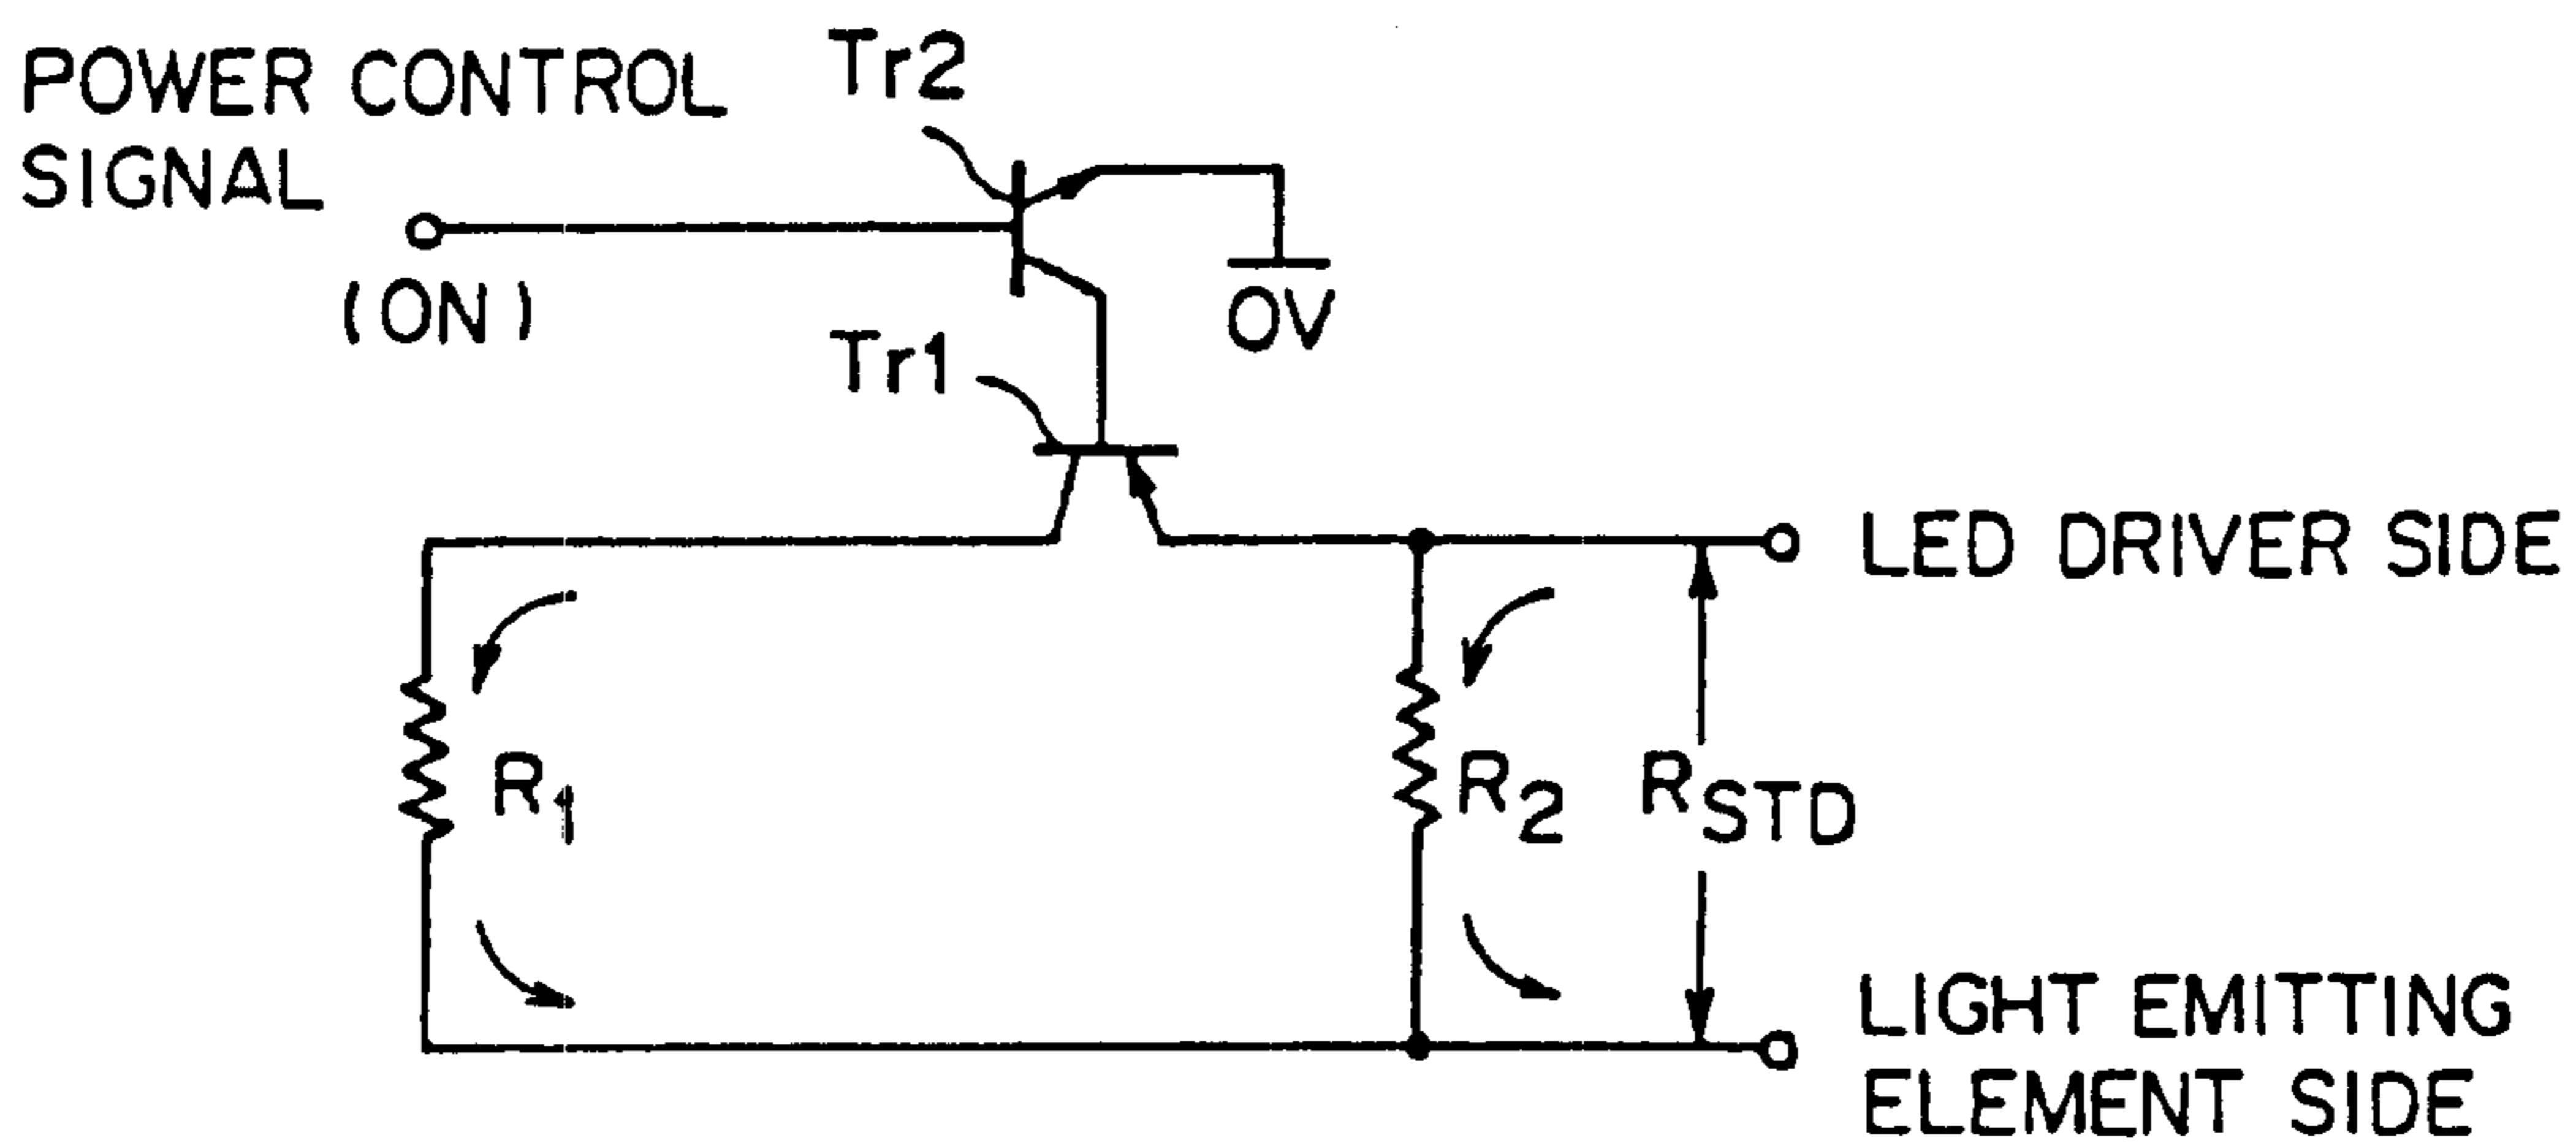 POWER CONTROL
SIGNAL
Tr2
(ON)
0V
Tr1
LED DRIVER SIDE
R1
R2
RSTD
LIGHT EMITTING
ELEMENT SIDE